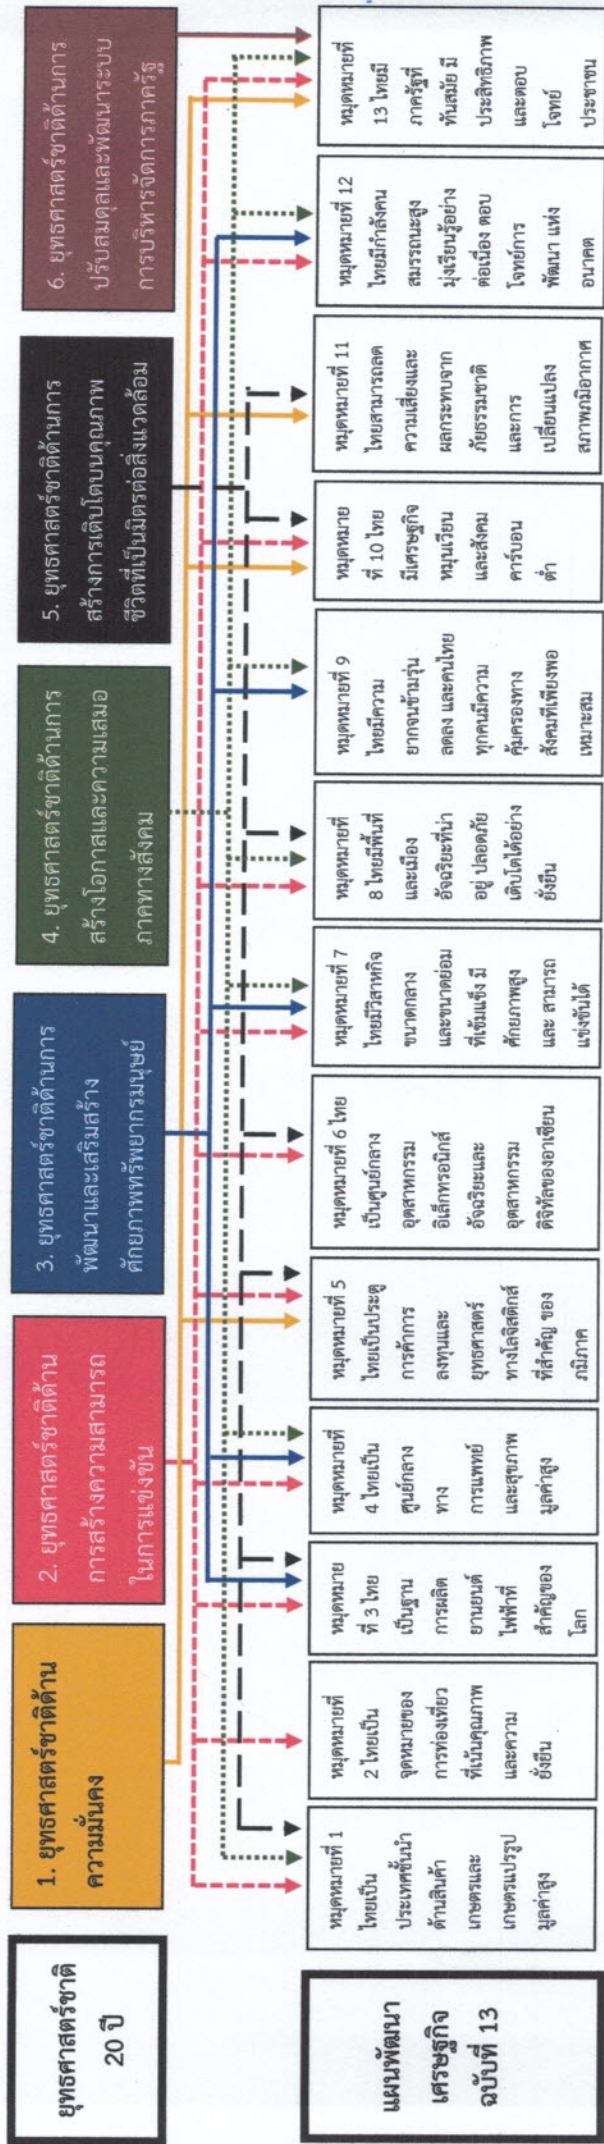 ยุทธศาสตร์ชาติ
20 ปี
1. ยุทธศาสตร์ชาติด้าน
ความมั่นคง
2. ยุทธศาสตร์ชาติด้าน
การสร้างความสามารถ
ในการแข่งขัน
3. ยุทธศาสตร์ชาติด้านการ
พัฒนาและเสริมสร้าง
ศักยภาพทรัพยากรมนุษย์
4. ยุทธศาสตร์ชาติด้านการ
สร้างโอกาสและความเสมอ
ภาคทางสังคม
5. ยุทธศาสตร์ชาติด้านการ
สร้างการเติบโตบนคุณภาพ
ชีวิตที่เป็นมิตรต่อสิ่งแวดล้อม
6. ยุทธศาสตร์ชาติด้านการ
ปรับสมดุลและพัฒนาระบบ
การบริหารจัดการภาครัฐ
แผนพัฒนา
เศรษฐกิจ
ฉบับที่ 13
หมุดหมายที่ 1
ไทยเป็น
ประเทศชั้นนำ
ด้านสินค้า
เกษตรและ
เกษตรแปรรูป
มูลค่าสูง
หมุดหมายที่
2 ไทยเป็น
จุดหมายของ
การท่องเที่ยว
ที่เน้นคุณภาพ
และความ
ยั่งยืน
หมุดหมาย
ที่ 3 ไทย
เป็นฐาน
การผลิต
ยานยนต์
ไฟฟ้าที่
สำคัญของ
โลก
หมุดหมายที่
4 ไทยเป็น
ศูนย์กลาง
ทาง
การแพทย์
และสุขภาพ
มูลค่าสูง
หมุดหมายที่ 5
ไทยเป็นประตู
การค้าการ
ลงทุนและ
ยุทธศาสตร์
ทางโลจิสติกส์
ที่สำคัญ ของ
ภูมิภาค
หมุดหมายที่ 6 ไทย
เป็นศูนย์กลาง
อุตสาหกรรม
อิเล็กทรอนิกส์
อัจฉริยะและ
อุตสาหกรรม
ดิจิทัลของอาเซียน
หมุดหมายที่ 7
ไทยมีวิสาหกิจ
ขนาดกลาง
และขนาดย่อม
ที่เข้มแข็ง มี
ศักยภาพสูง
และ สามารถ
แข่งขันได้
หมุดหมายที่
8 ไทยมีพื้นที่
และเมือง
อัจฉริยะที่น่า
อยู่ ปลอดภัย
เติบโตได้อย่าง
ยั่งยืน
หมุดหมายที่ 9
ไทยมีความ
ยากจนข้ามรุ่น
ลดลง และคนไทย
ทุกคนมีความ
คุ้มครองทาง
สังคมที่เพียงพอ
เหมาะสม
หมุดหมาย
ที่ 10 ไทย
มีเศรษฐกิจ
หมุนเวียน
และสังคม
คาร์บอน
ต่ำ
หมุดหมายที่ 11
ไทยสามารถลด
ความเสี่ยงและ
ผลกระทบจาก
ภัยธรรมชาติ
และการ
เปลี่ยนแปลง
สภาพภูมิอากาศ
หมุดหมายที่ 12
ไทยมีกำลังคน
สมรรถนะสูง
มุ่งเรียนรู้อย่าง
ต่อเนื่อง ตอบ
โจทย์การ
พัฒนา แห่ง
อนาคต
หมุดหมายที่
13 ไทยมี
ภาครัฐที่
ทันสมัย มี
ประสิทธิภาพ
และตอบ
โจทย์
ประชาชน